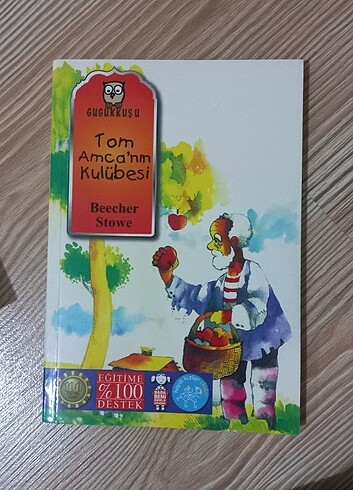 GUGUKKUŞU
Tom
Amca'nın
Kulübesi
Beecher
Stowe
EĞİTİME
%100
DESTEK